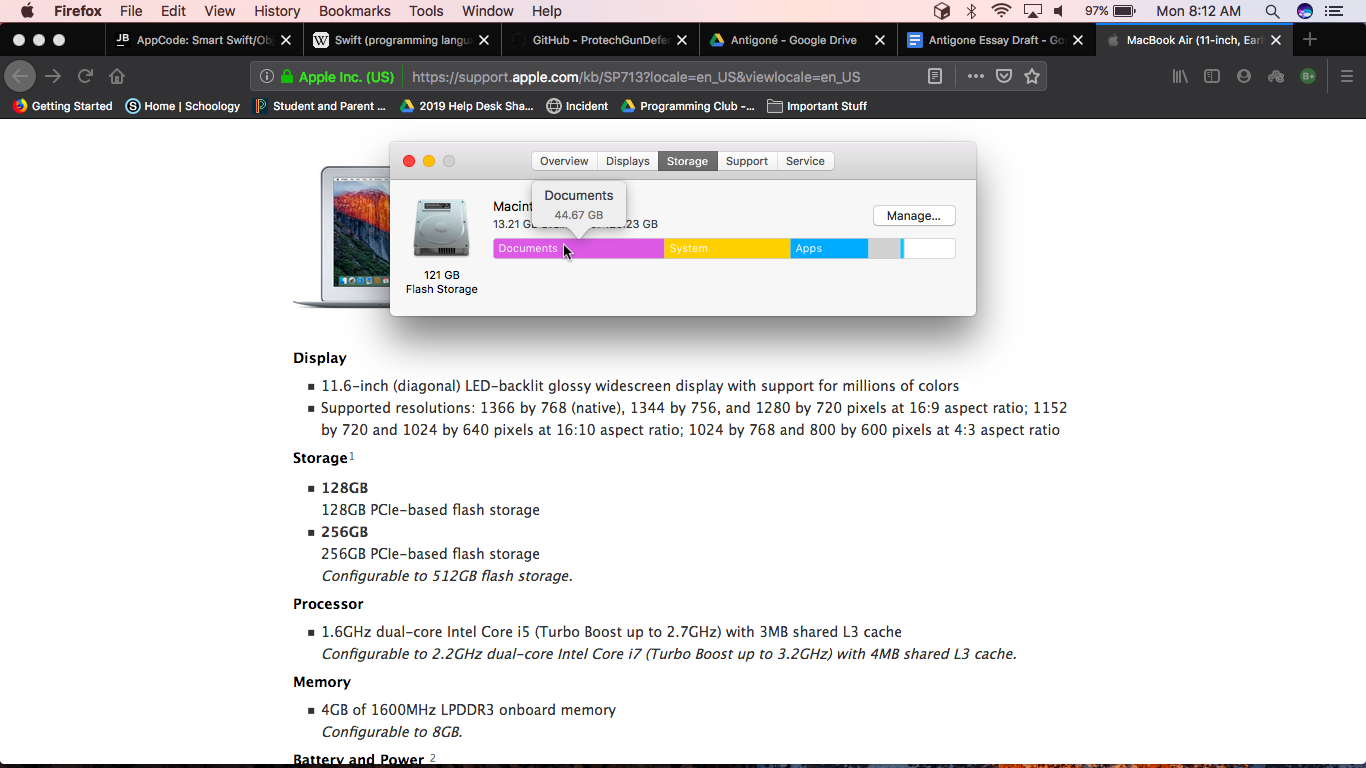 Firefox File Edit View History Bookmarks Tools Window Help 97% Mon 8:12 AM
JB AppCode: Smart Swift/Ob W Swift (programming langu GitHub - ProtechGunDefe Antigoné - Google Drive Antigone Essay Draft - Go MacBook Air (11-inch, Earl
Apple Inc. (US) https://support.apple.com/kb/SP713?locale=en_US&viewlocale=en_US B+
Getting Started S Home | Schoology Student and Parent ... 2019 Help Desk Sha... Incident Programming Club -... Important Stuff
Overview Displays Storage Support Service
Documents
44.67 GB
Macint
13.21 G .23 GB
Manage...
Documents System Apps
121 GB
Flash Storage
Display
▪ 11.6-inch (diagonal) LED-backlit glossy widescreen display with support for millions of colors
▪ Supported resolutions: 1366 by 768 (native), 1344 by 756, and 1280 by 720 pixels at 16:9 aspect ratio; 1152
by 720 and 1024 by 640 pixels at 16:10 aspect ratio; 1024 by 768 and 800 by 600 pixels at 4:3 aspect ratio
Storage1
▪ 128GB
128GB PCIe-based flash storage
▪ 256GB
256GB PCIe-based flash storage
Configurable to 512GB flash storage.
Processor
▪ 1.6GHz dual-core Intel Core i5 (Turbo Boost up to 2.7GHz) with 3MB shared L3 cache
Configurable to 2.2GHz dual-core Intel Core i7 (Turbo Boost up to 3.2GHz) with 4MB shared L3 cache.
Memory
▪ 4GB of 1600MHz LPDDR3 onboard memory
Configurable to 8GB.
Battery and Power 2